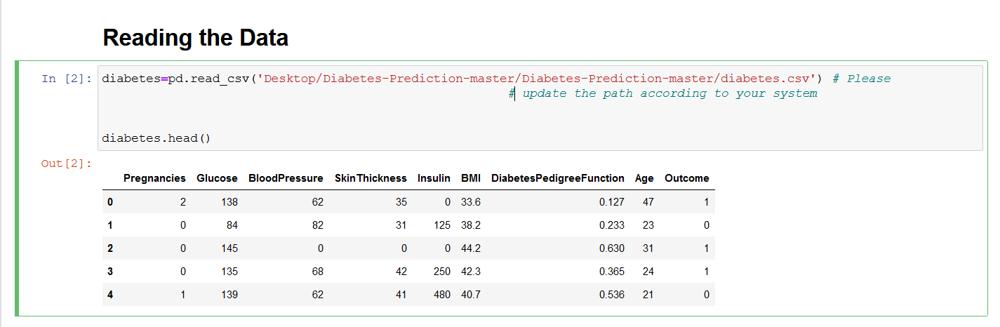 Reading the Data
In [2]: diabetes=pd.read_csv('Desktop/Diabetes-Prediction-master/Diabetes-Prediction-master/diabetes.csv') # Please
# update the path according to your system
diabetes.head()
Out[2]:
Pregnancies Glucose BloodPressure SkinThickness Insulin BMI DiabetesPedigreeFunction Age Outcome
0 2 138 62 35 0 33.6 0.127 47 1
1 0 84 82 31 125 38.2 0.233 23 0
2 0 145 0 0 0 44.2 0.630 31 1
3 0 135 68 42 250 42.3 0.365 24 1
4 1 139 62 41 480 40.7 0.536 21 0